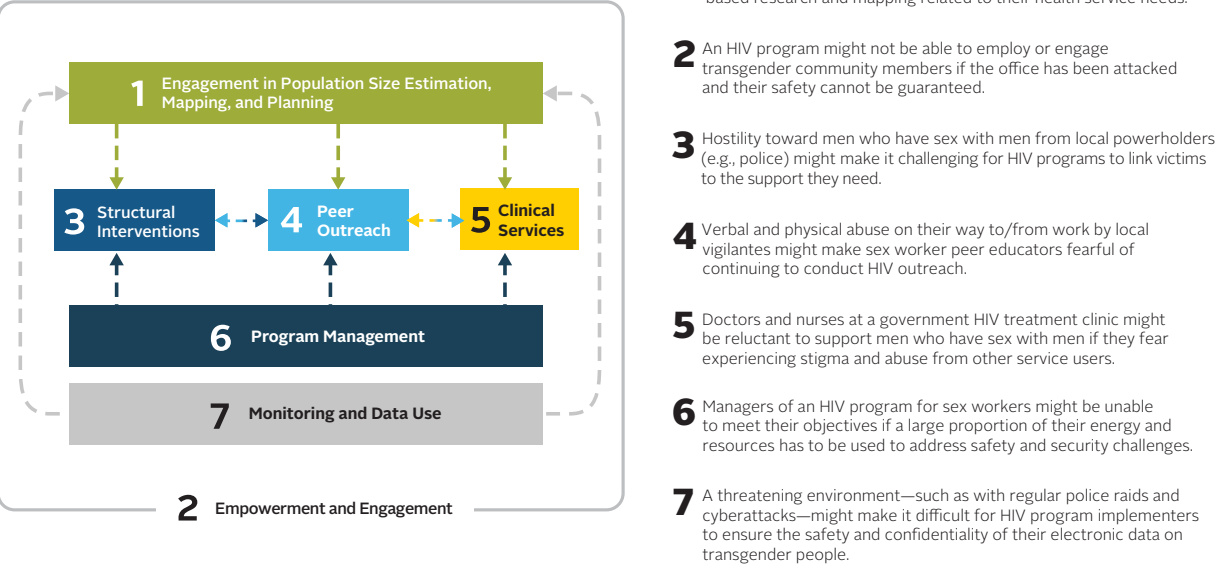 1 Engagement in Population Size Estimation,
Mapping, and Planning
3 Structural
Interventions
4 Peer
Outreach
5 Clinical
Services
6 Program Management
7 Monitoring and Data Use
2 Empowerment and Engagement
based research and mapping related to their health service needs.
2 An HIV program might not be able to employ or engage
transgender community members if the office has been attacked
and their safety cannot be guaranteed.
3 Hostility toward men who have sex with men from local powerholders
(e.g., police) might make it challenging for HIV programs to link victims
to the support they need.
4 Verbal and physical abuse on their way to/from work by local
vigilantes might make sex worker peer educators fearful of
continuing to conduct HIV outreach.
5 Doctors and nurses at a government HIV treatment clinic might
be reluctant to support men who have sex with men if they fear
experiencing stigma and abuse from other service users.
6 Managers of an HIV program for sex workers might be unable
to meet their objectives if a large proportion of their energy and
resources has to be used to address safety and security challenges.
7 A threatening environment—such as with regular police raids and
cyberattacks—might make it difficult for HIV program implementers
to ensure the safety and confidentiality of their electronic data on
transgender people.